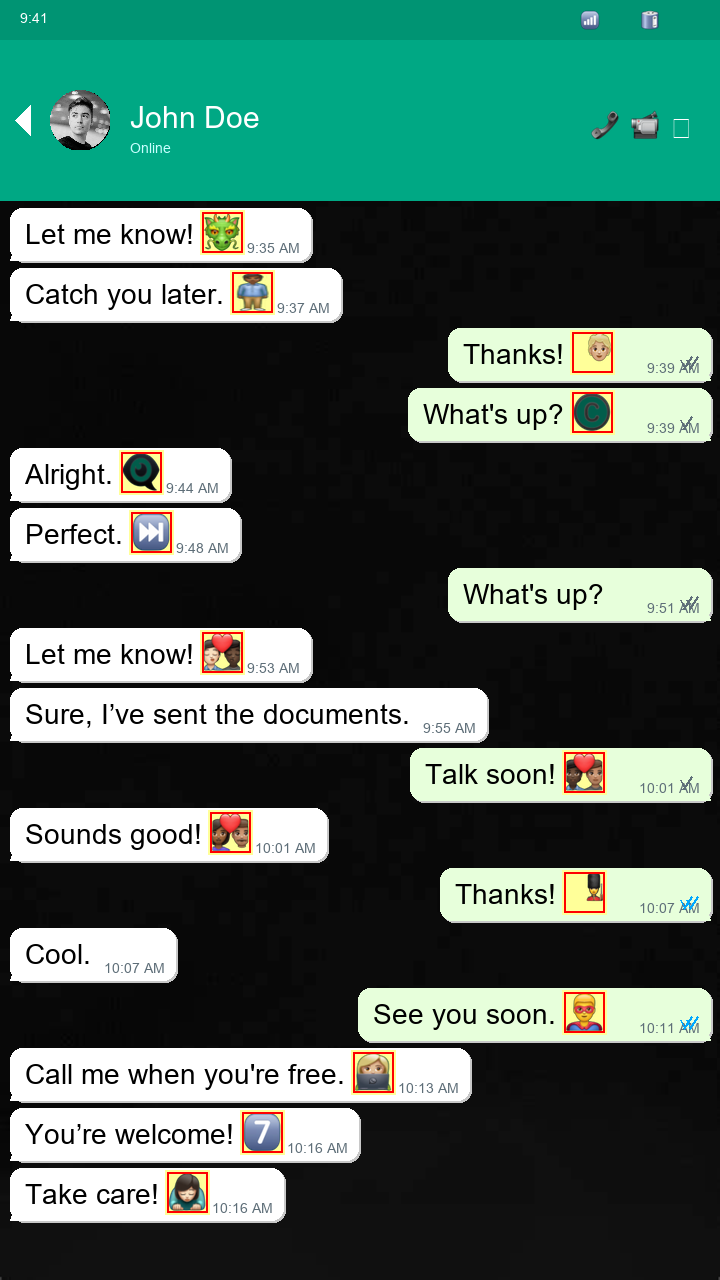 9:41
John Doe
Online
Let me know! 🐲 9:35 AM
Catch you later. 9:37 AM
Thanks! 9:39 AM
What's up? 9:39 AM
Alright. 9:44 AM
Perfect. ⏭ 9:48 AM
What's up? 9:51 AM
Let me know! 9:53 AM
Sure, I’ve sent the documents. 9:55 AM
Talk soon! 10:01 AM
Sounds good! 10:01 AM
Thanks! 10:07 AM
Cool. 10:07 AM
See you soon. 10:11 AM
Call me when you're free. 10:13 AM
You’re welcome! 7️⃣ 10:16 AM
Take care! 10:16 AM